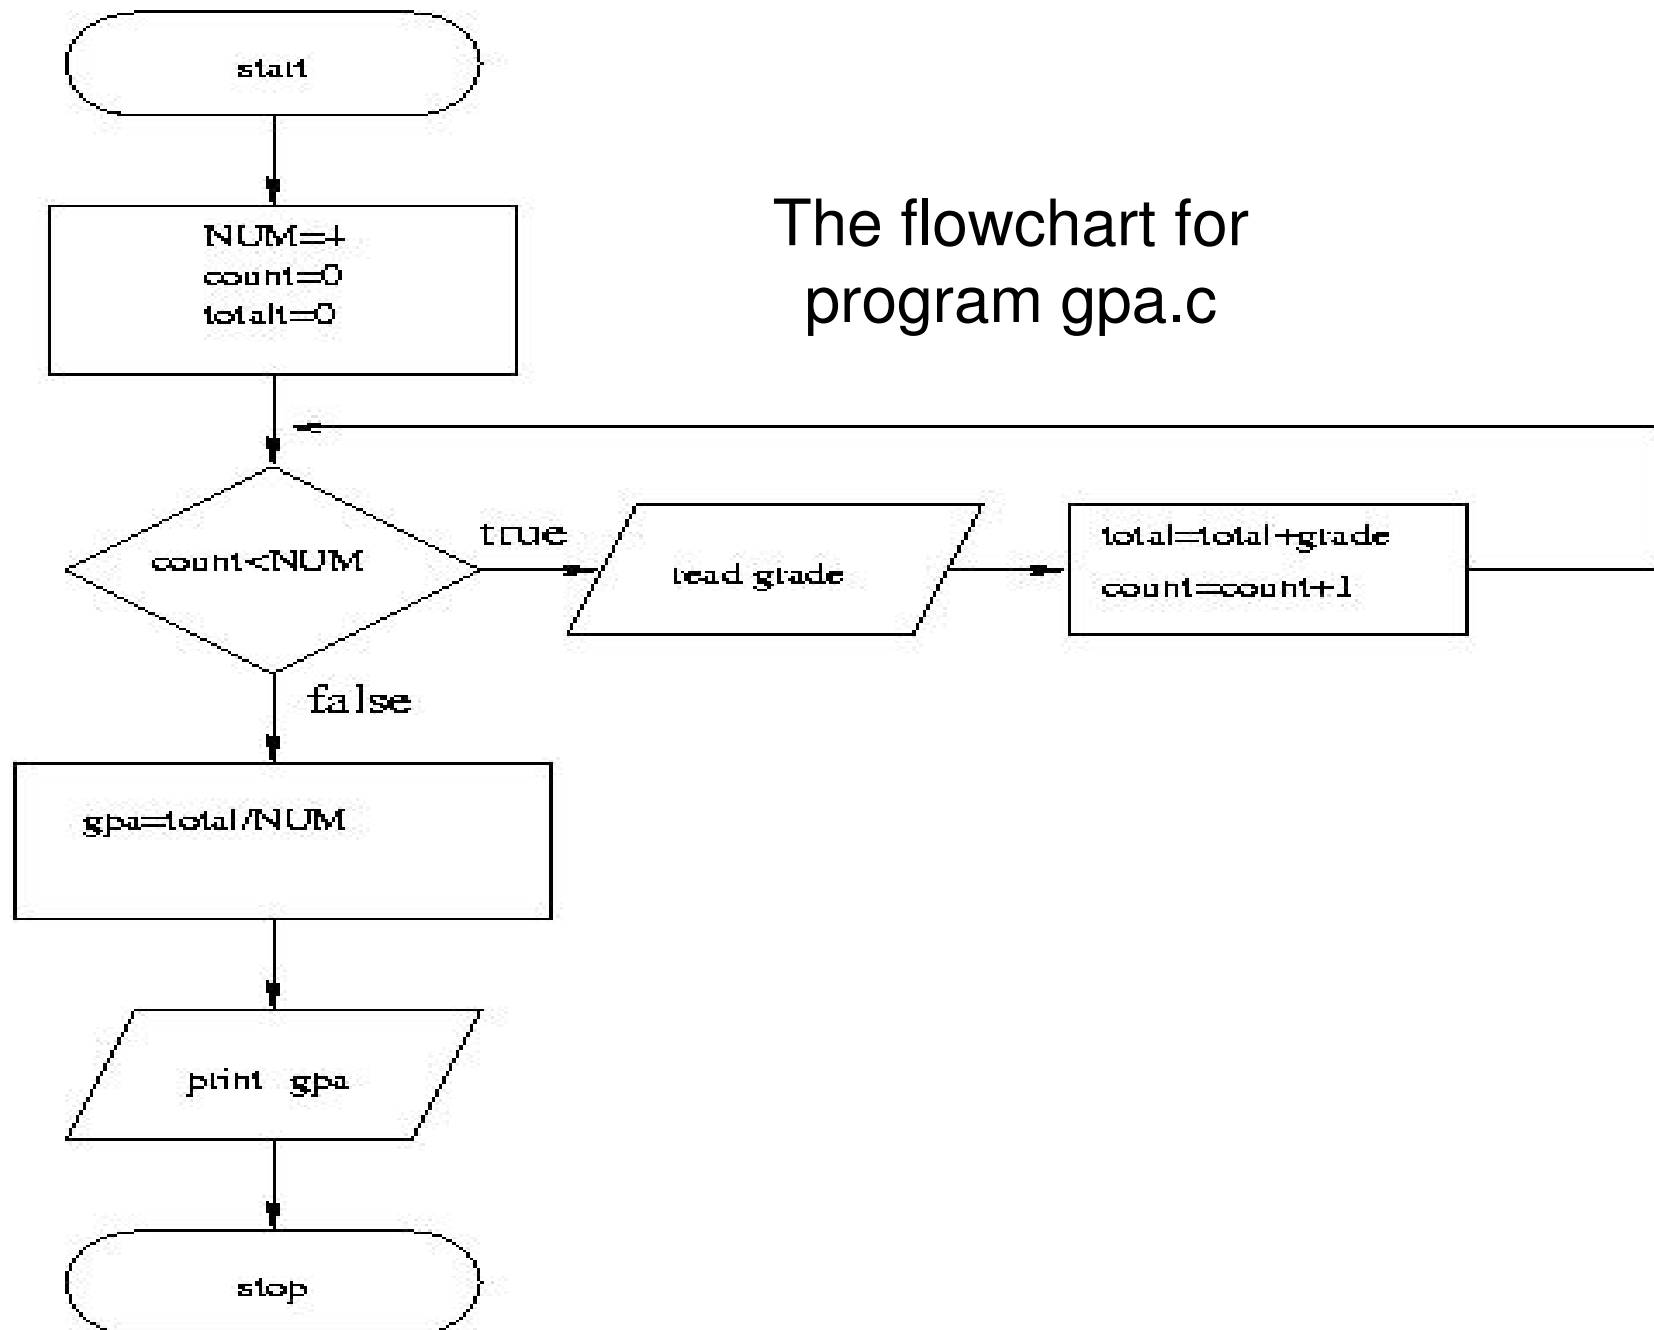 start
NUM=4
count=0
totalt=0
The flowchart for
program gpa.c
count<NUM
true
read grade
total=total+grade
count=count+1
false
gpa=total/NUM
print gpa
stop